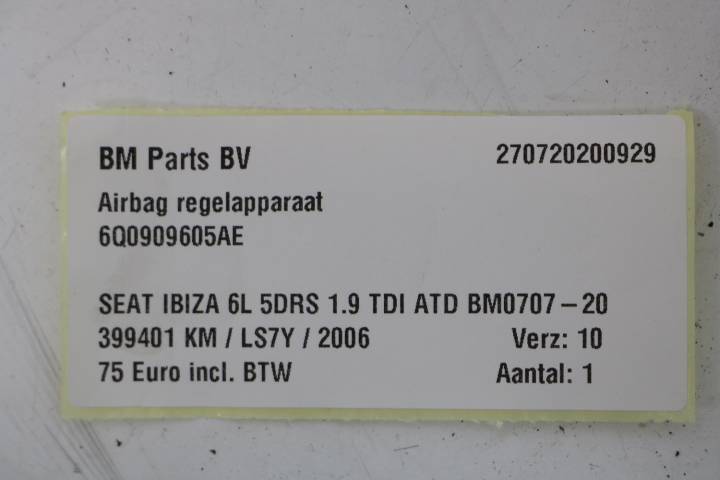 BM Parts BV 270720200929
Airbag regelapparaat
6Q0909605AE
SEAT IBIZA 6L 5DRS 1.9 TDI ATD BM0707-20
399401 KM / LS7Y / 2006 Verz: 10
75 Euro incl. BTW Aantal: 1